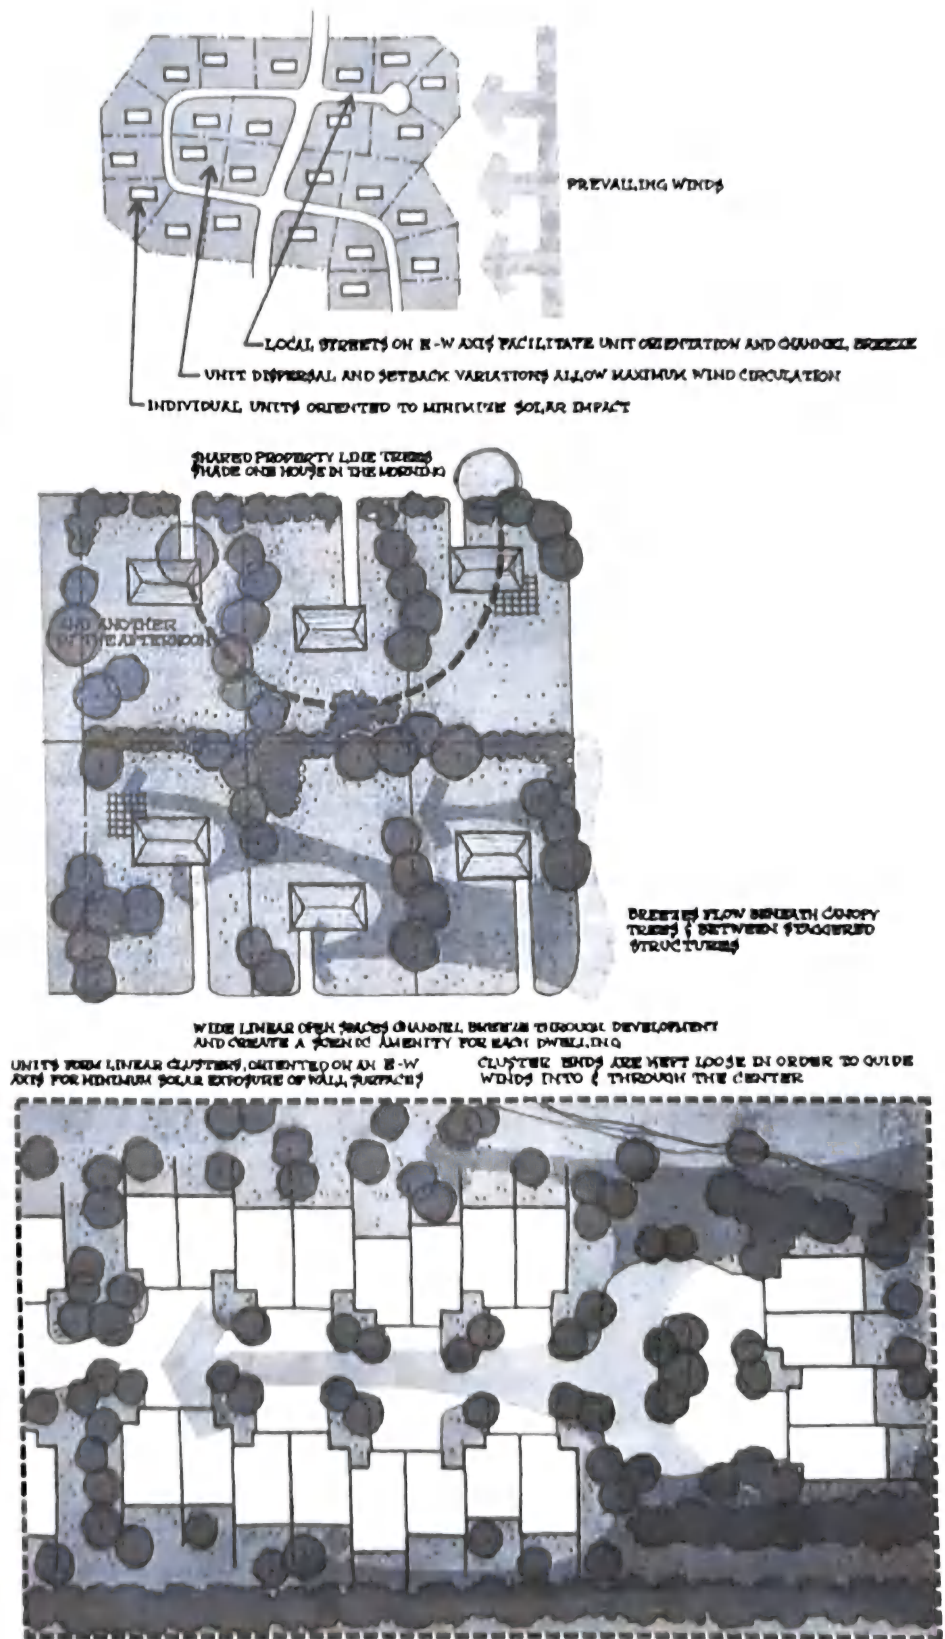 PREVAILING WINDS
LOCAL STREETS ON E-W AXIS FACILITATE UNIT ORIENTATION AND CHANNEL BREEZE
UNIT DISPERSAL AND SETBACK VARIATIONS ALLOW MAXIMUM WIND CIRCULATION
INDIVIDUAL UNITS ORIENTED TO MINIMIZE SOLAR IMPACT
SHARED PROPERTY LINE TREES
SHADE ONE HOUSE IN THE MORNING
AND ANOTHER
IN THE AFTERNOON
BREEZES FLOW BENEATH CANOPY
TREES & BETWEEN STAGGERED
STRUCTURES
WIDE LINEAR OPEN SPACES CHANNEL BREEZE THROUGH DEVELOPMENT
AND CREATE A SCENIC AMENITY FOR EACH DWELLING
UNITS FORM LINEAR CLUSTERS, ORIENTED ON AN E-W
AXIS FOR MINIMUM SOLAR EXPOSURE OF WALL SURFACES
CLUSTER ENDS ARE KEPT LOOSE IN ORDER TO GUIDE
WINDS INTO & THROUGH THE CENTER